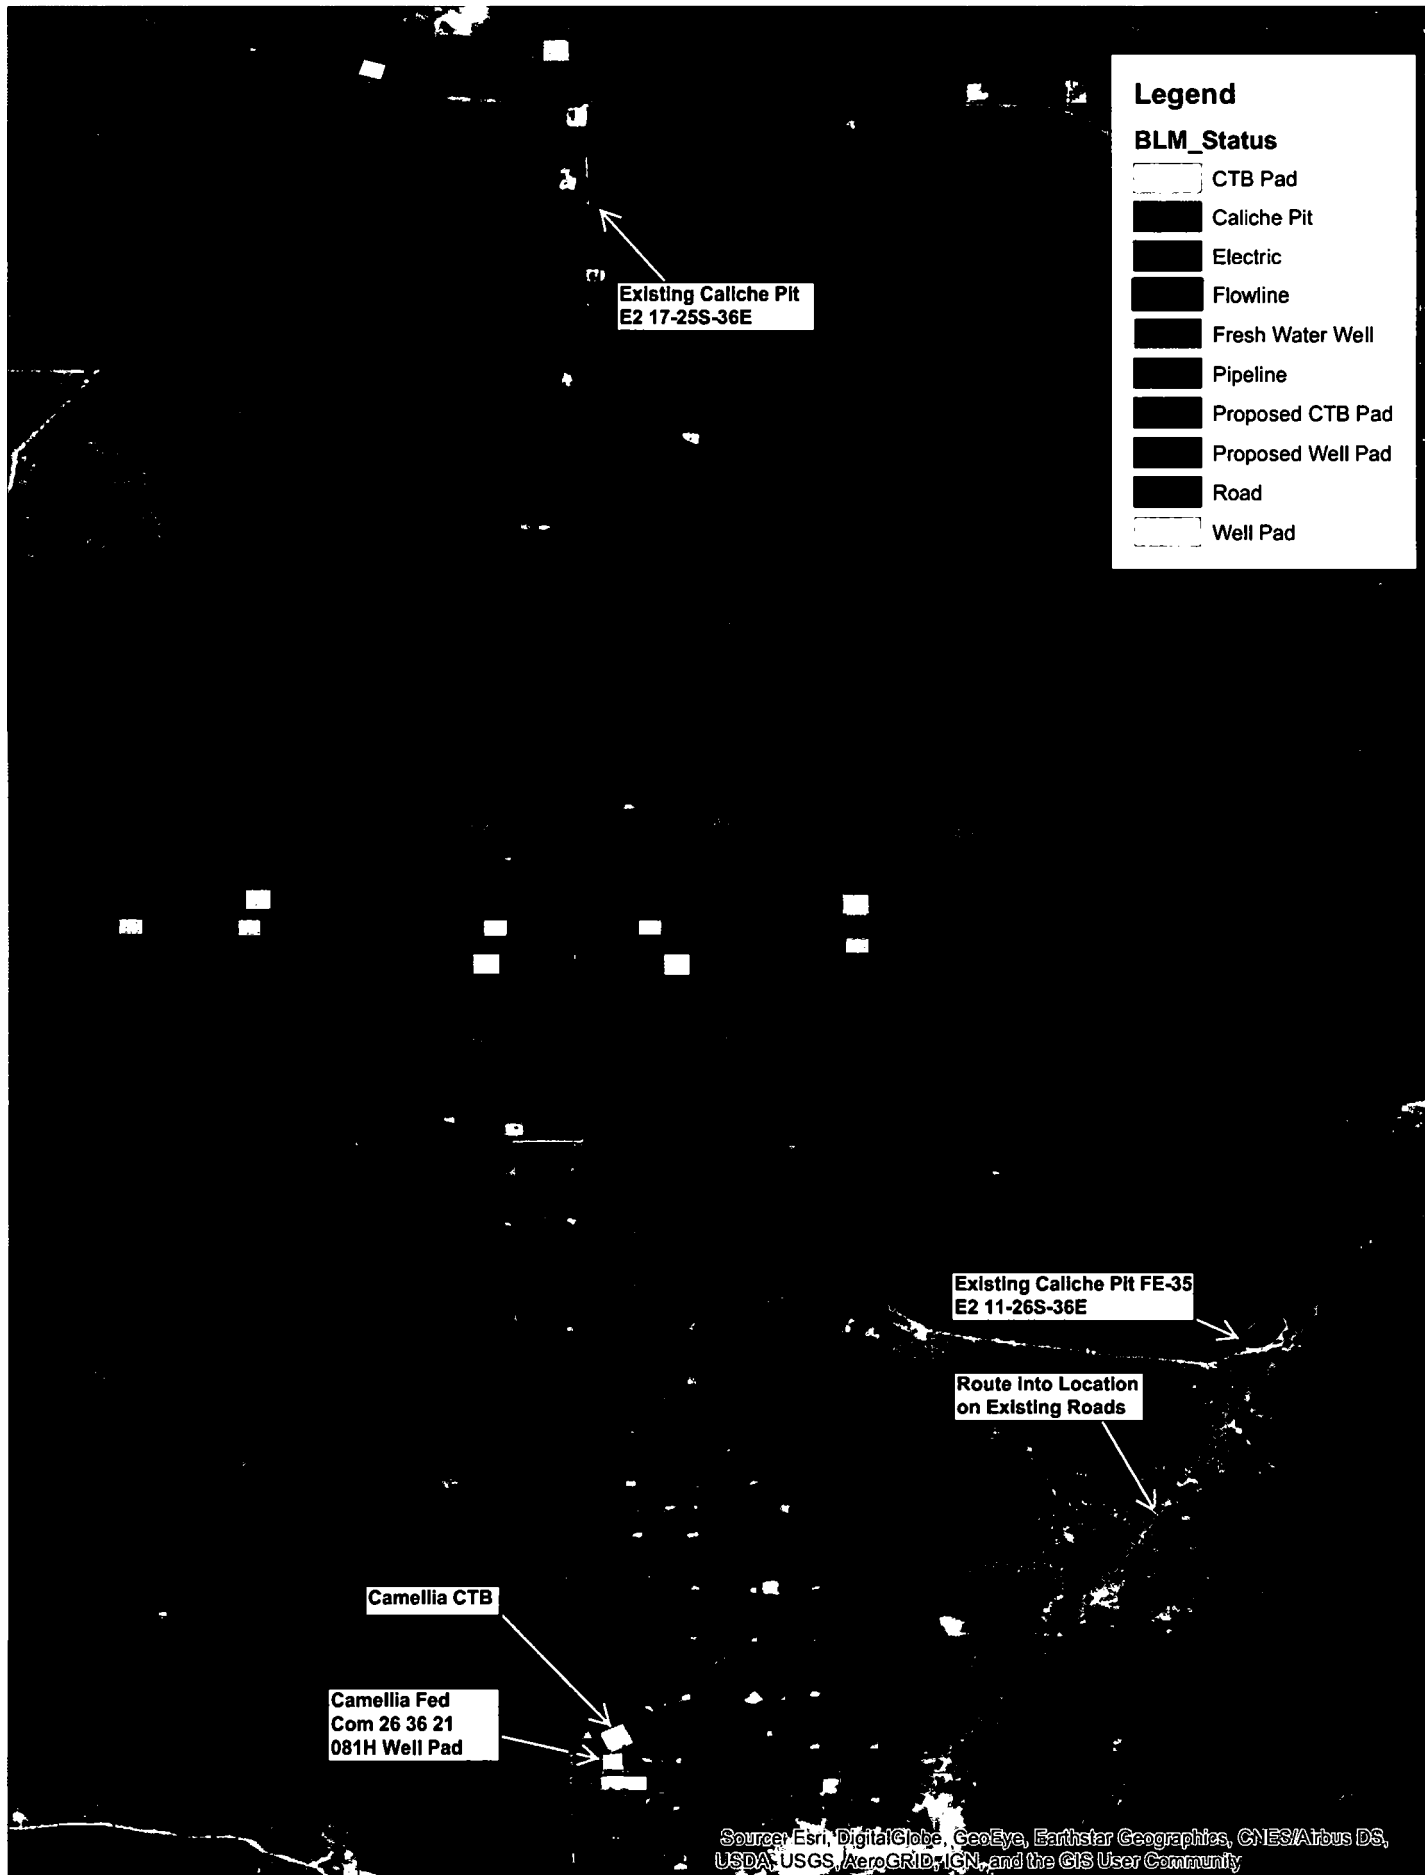 Legend
BLM_Status
CTB Pad
Caliche Pit
Electric
Flowline
Fresh Water Well
Pipeline
Proposed CTB Pad
Proposed Well Pad
Road
Well Pad
Existing Caliche Pit
E2 17-25S-36E
Existing Caliche Pit FE-35
E2 11-26S-36E
Route into Location
on Existing Roads
Camellia CTB
Camellia Fed
Com 26 36 21
081H Well Pad
Source: Esri, DigitalGlobe, GeoEye, Earthstar Geographics, CNES/Airbus DS,
USDA, USGS, AeroGRID, IGN, and the GIS User Community